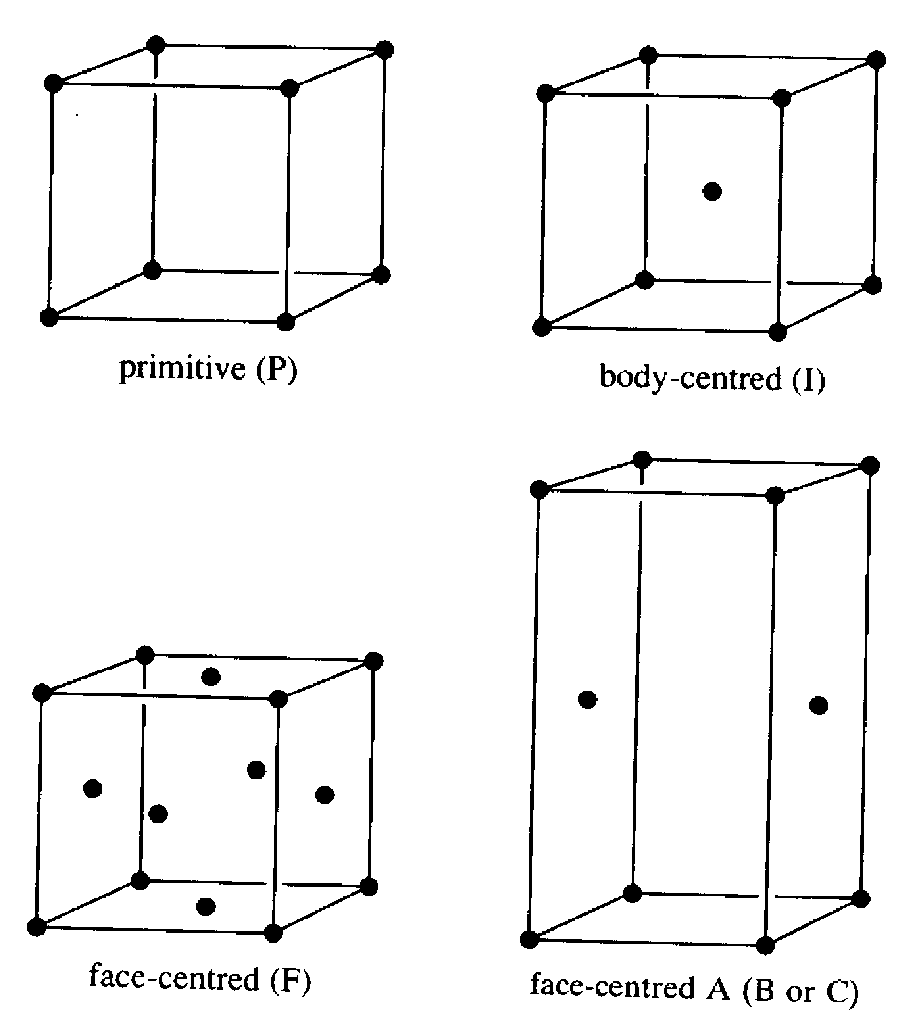 primitive (P)
body-centred (I)
face-centred (F)
face-centred A (B or C)